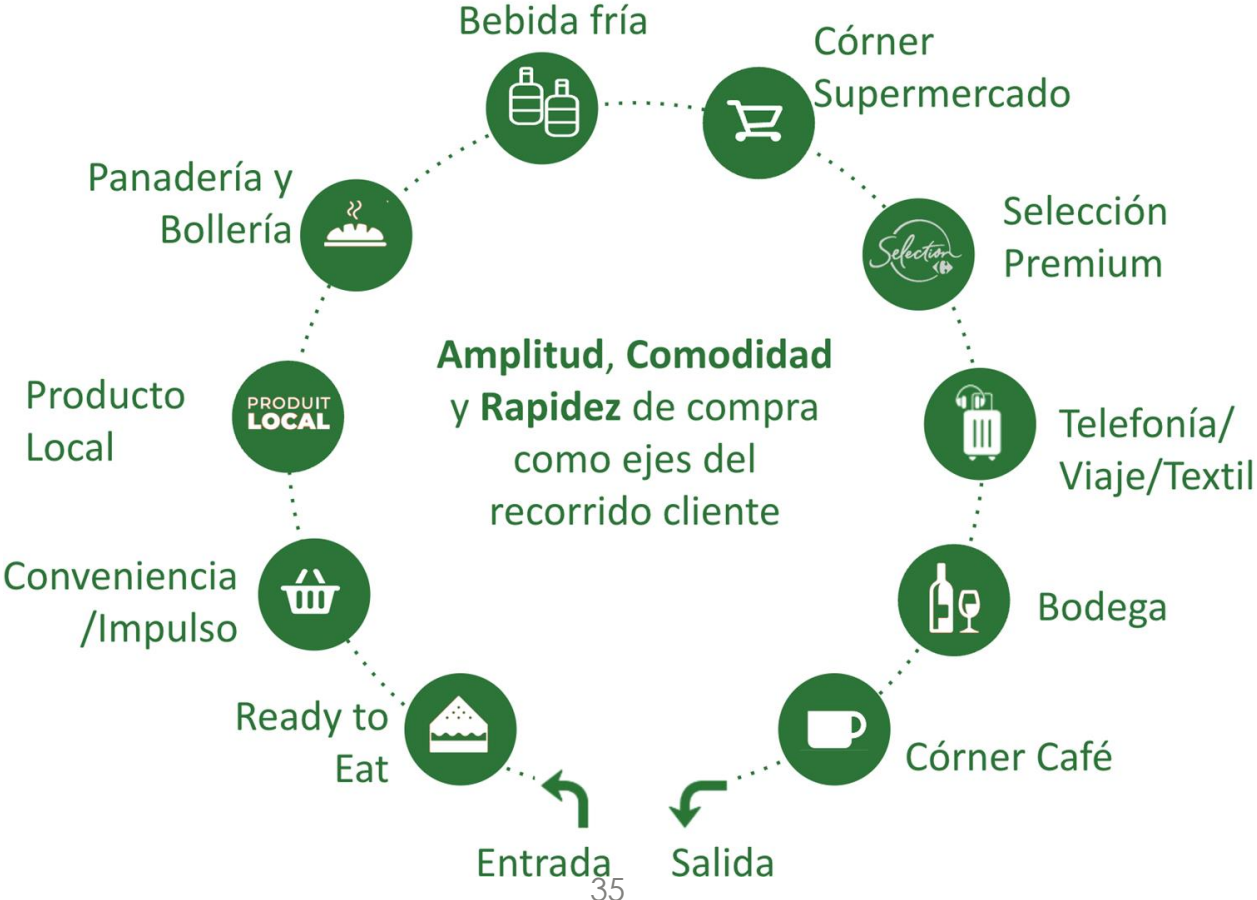 Bebida fría
Córner
Supermercado
Panadería y
Bollería
Selección
Premium
Selection
Amplitud, Comodidad
y Rapidez de compra
como ejes del
recorrido cliente
Producto
Local
PRODUIT
LOCAL
Telefonía/
Viaje/Textil
Conveniencia
/Impulso
Bodega
Ready to
Eat
Córner Café
Entrada
Salida
35